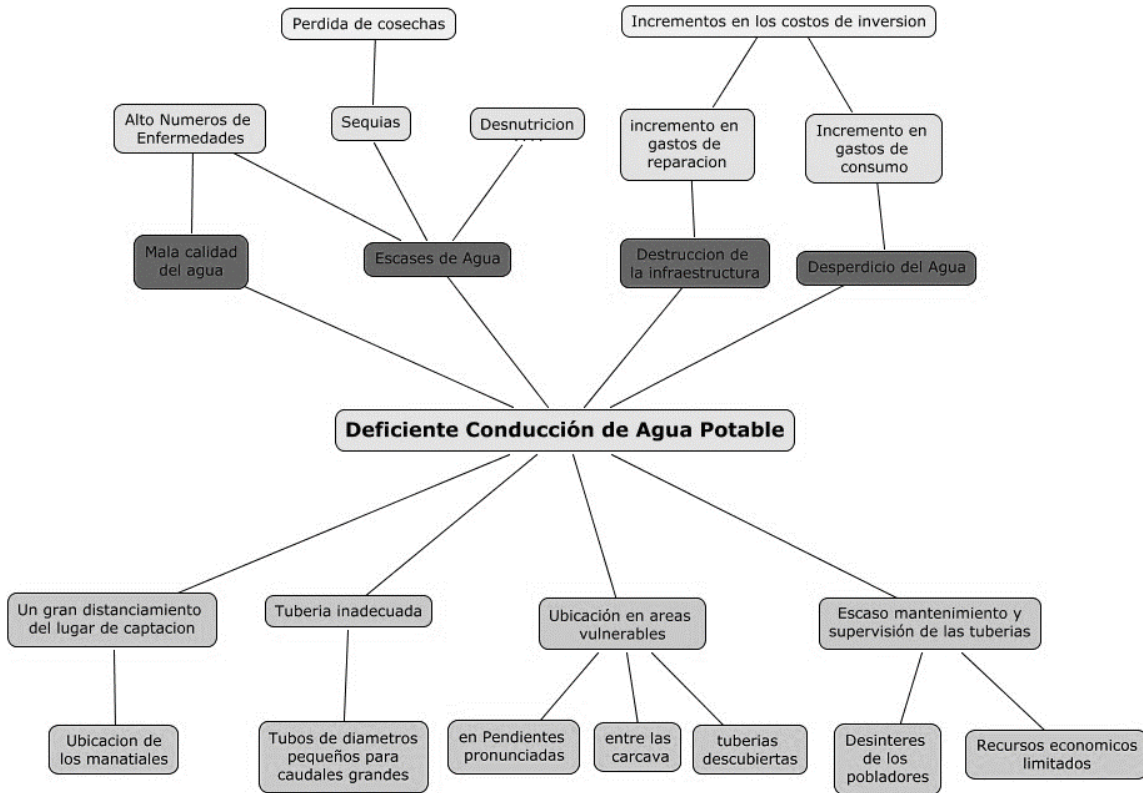 Perdida de cosechas
Incrementos en los costos de inversion
Alto Numeros de
Enfermedades
Sequias
Desnutricion
incremento en
gastos de
reparacion
Incremento en
gastos de
consumo
Mala calidad
del agua
Escases de Agua
Destruccion de
la infraestructura
Desperdicio del Agua
Deficiente Conducción de Agua Potable
Un gran distanciamiento
del lugar de captacion
Tuberia inadecuada
Ubicación en areas
vulnerables
Escaso mantenimiento y
supervisión de las tuberias
Ubicacion de
los manatiales
Tubos de diametros
pequeños para
caudales grandes
en Pendientes
pronunciadas
entre las
carcava
tuberias
descubiertas
Desinteres
de los
pobladores
Recursos economicos
limitados